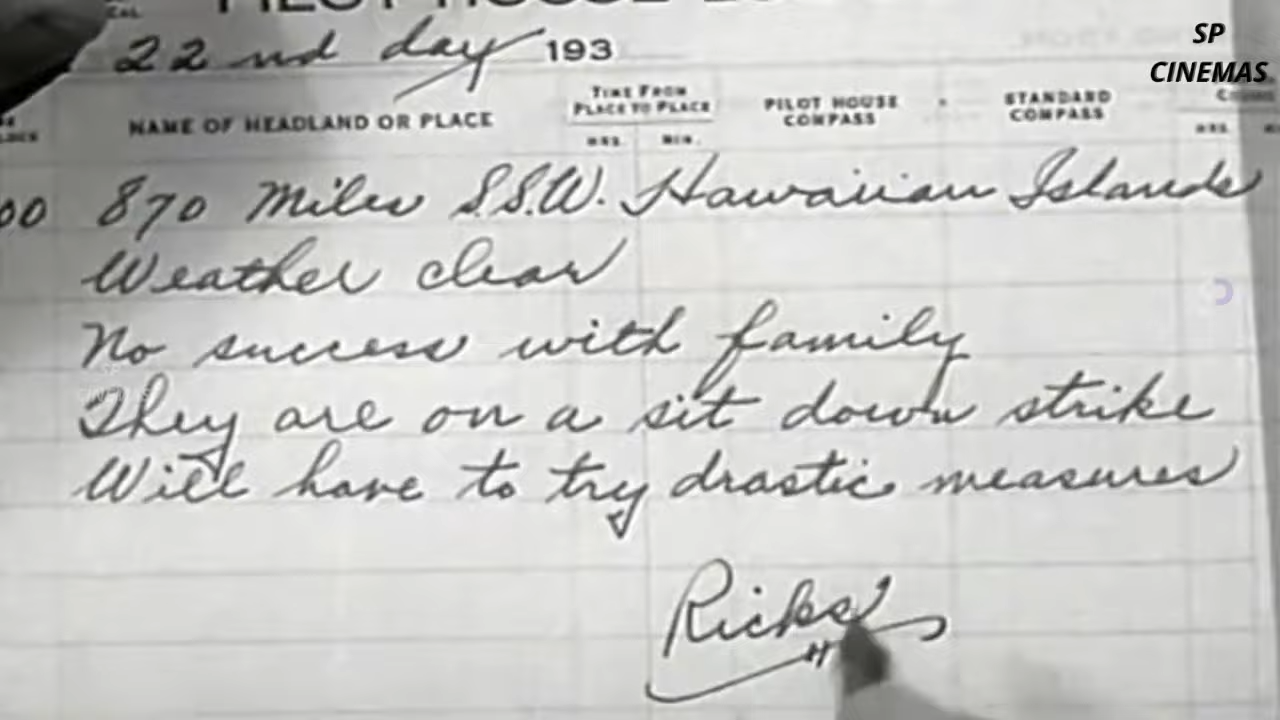 22nd day 193
SP
CINEMAS
NAME OF HEADLAND OR PLACE
TIME FROM
PLACE TO PLACE
HRS. MIN.
PILOT HOUSE
COMPASS
STANDARD
COMPASS
HRS.
00 870 Miles S.S.W. Hawaiian Islands
Weather clear
No success with family
They are on a sit down strike
Will have to try drastic measures
Ricks